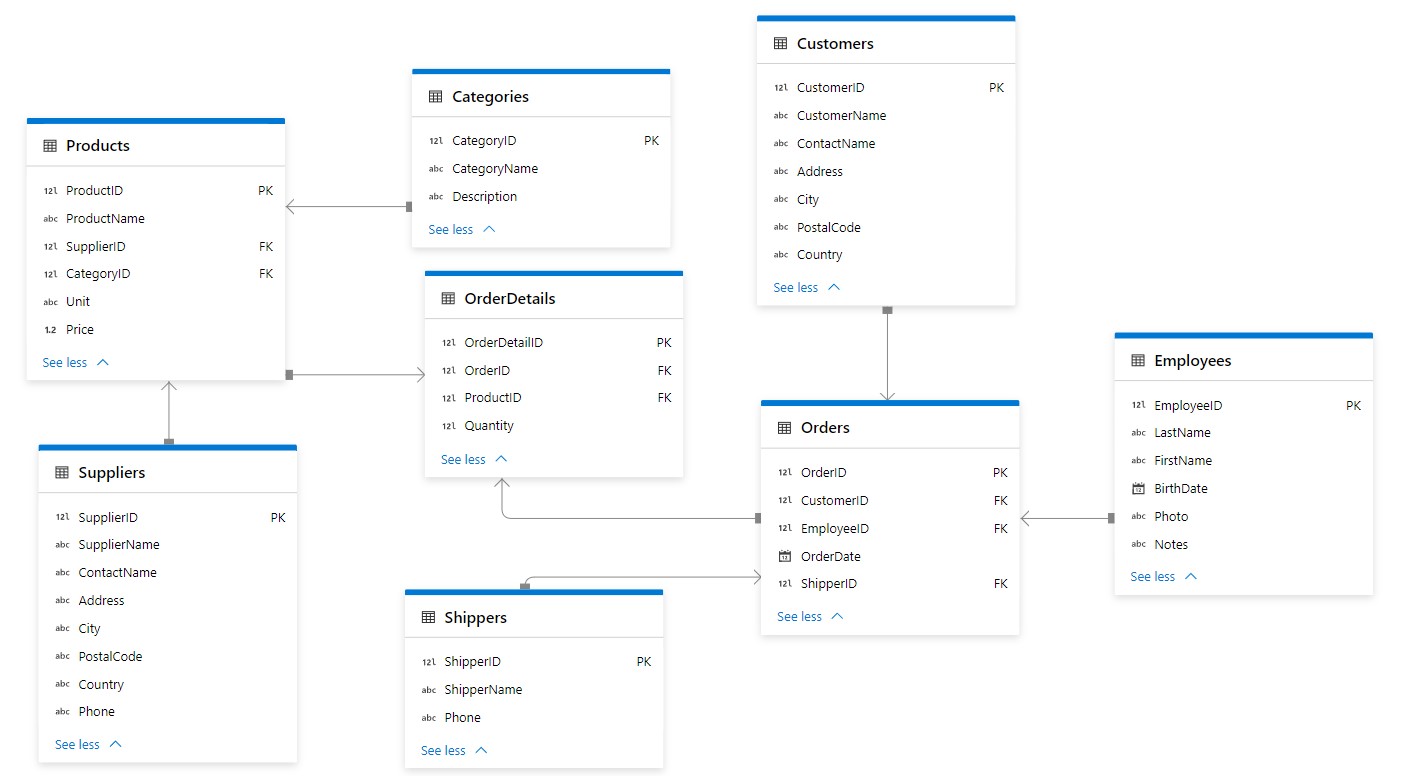 Products
12l ProductID PK
abc ProductName
12l SupplierID FK
12l CategoryID FK
abc Unit
1.2 Price
See less
Categories
12l CategoryID PK
abc CategoryName
abc Description
See less
Customers
12l CustomerID PK
abc CustomerName
abc ContactName
abc Address
abc City
abc PostalCode
abc Country
See less
OrderDetails
12l OrderDetailID PK
12l OrderID FK
12l ProductID FK
12l Quantity
See less
Employees
12l EmployeeID PK
abc LastName
abc FirstName
12 BirthDate
abc Photo
abc Notes
See less
Orders
12l OrderID PK
12l CustomerID FK
12l EmployeeID FK
12 OrderDate
12l ShipperID FK
See less
Suppliers
12l SupplierID PK
abc SupplierName
abc ContactName
abc Address
abc City
abc PostalCode
abc Country
abc Phone
See less
Shippers
12l ShipperID PK
abc ShipperName
abc Phone
See less